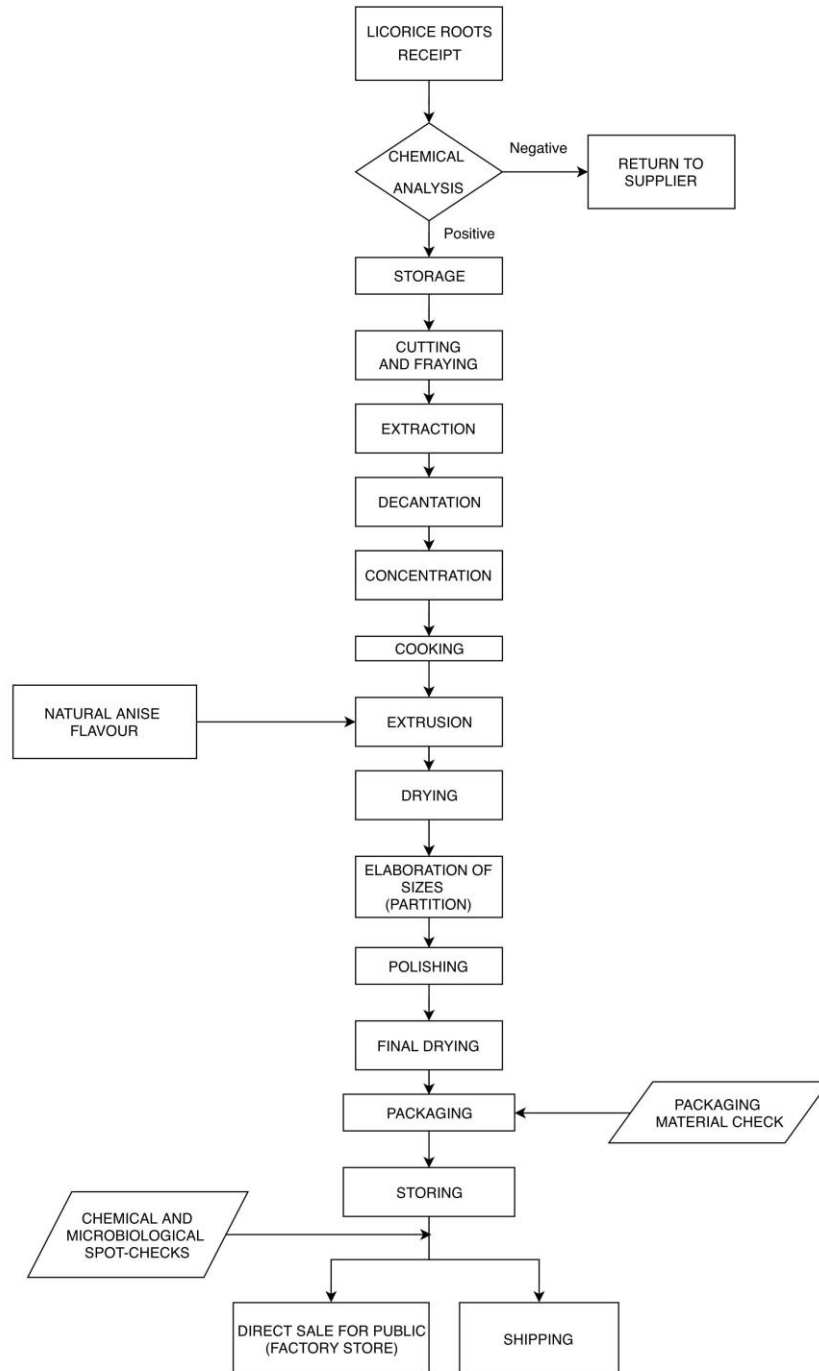 LICORICE ROOTS
RECEIPT
CHEMICAL
ANALYSIS
Negative
RETURN TO
SUPPLIER
Positive
STORAGE
CUTTING
AND FRAYING
EXTRACTION
DECANTATION
CONCENTRATION
COOKING
NATURAL ANISE
FLAVOUR
EXTRUSION
DRYING
ELABORATION OF
SIZES
(PARTITION)
POLISHING
FINAL DRYING
PACKAGING
PACKAGING
MATERIAL CHECK
STORING
CHEMICAL AND
MICROBIOLOGICAL
SPOT-CHECKS
DIRECT SALE FOR PUBLIC
(FACTORY STORE)
SHIPPING